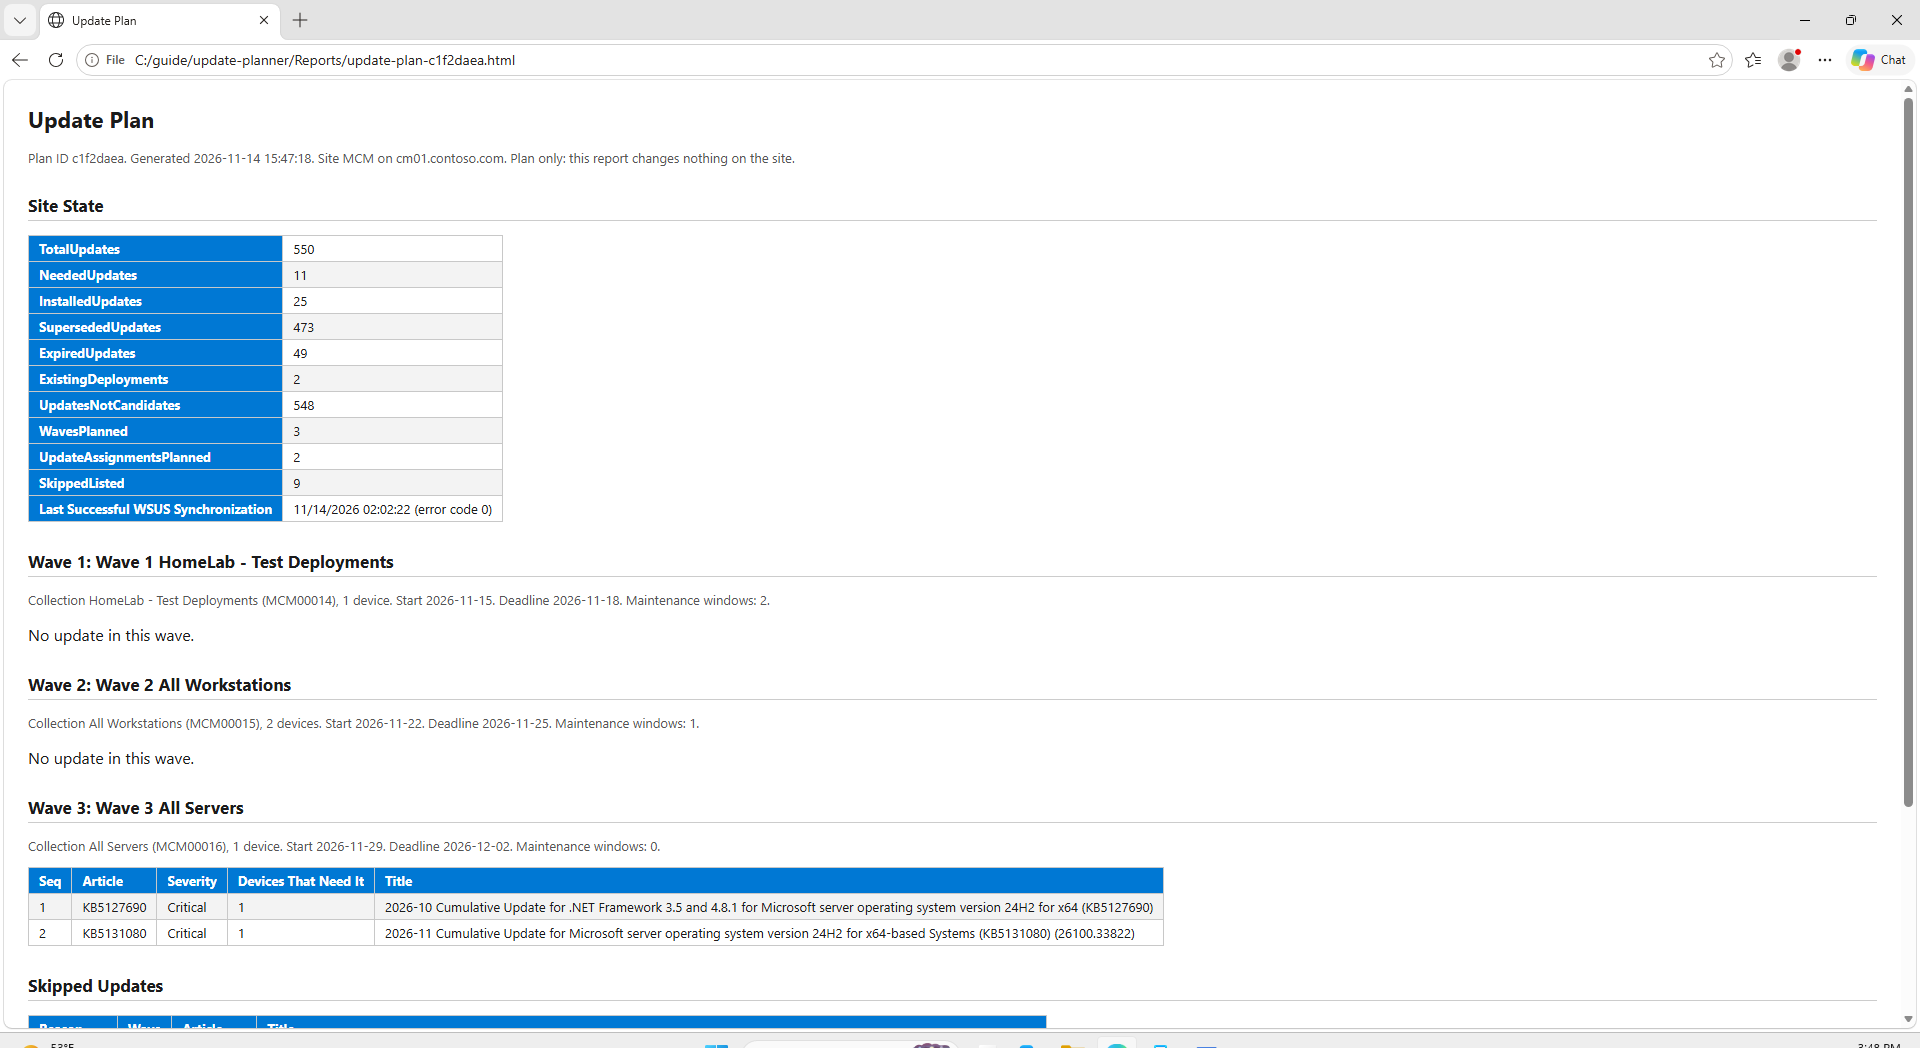 Update Plan
File C:/guide/update-planner/Reports/update-plan-c1f2daea.html
Chat
Update Plan
Plan ID c1f2daea. Generated 2026-11-14 15:47:18. Site MCM on cm01.contoso.com. Plan only: this report changes nothing on the site.
Site State
TotalUpdates 550
NeededUpdates 11
InstalledUpdates 25
SupersededUpdates 473
ExpiredUpdates 49
ExistingDeployments 2
UpdatesNotCandidates 548
WavesPlanned 3
UpdateAssignmentsPlanned 2
SkippedListed 9
Last Successful WSUS Synchronization 11/14/2026 02:02:22 (error code 0)
Wave 1: Wave 1 HomeLab - Test Deployments
Collection HomeLab - Test Deployments (MCM00014), 1 device. Start 2026-11-15. Deadline 2026-11-18. Maintenance windows: 2.
No update in this wave.
Wave 2: Wave 2 All Workstations
Collection All Workstations (MCM00015), 2 devices. Start 2026-11-22. Deadline 2026-11-25. Maintenance windows: 1.
No update in this wave.
Wave 3: Wave 3 All Servers
Collection All Servers (MCM00016), 1 device. Start 2026-11-29. Deadline 2026-12-02. Maintenance windows: 0.
Seq Article Severity Devices That Need It Title
1 KB5127690 Critical 1 2026-10 Cumulative Update for .NET Framework 3.5 and 4.8.1 for Microsoft server operating system version 24H2 for x64 (KB5127690)
2 KB5131080 Critical 1 2026-11 Cumulative Update for Microsoft server operating system version 24H2 for x64-based Systems (KB5131080) (26100.33822)
Skipped Updates
Reason Wave Article Title
53°F
3:48 PM